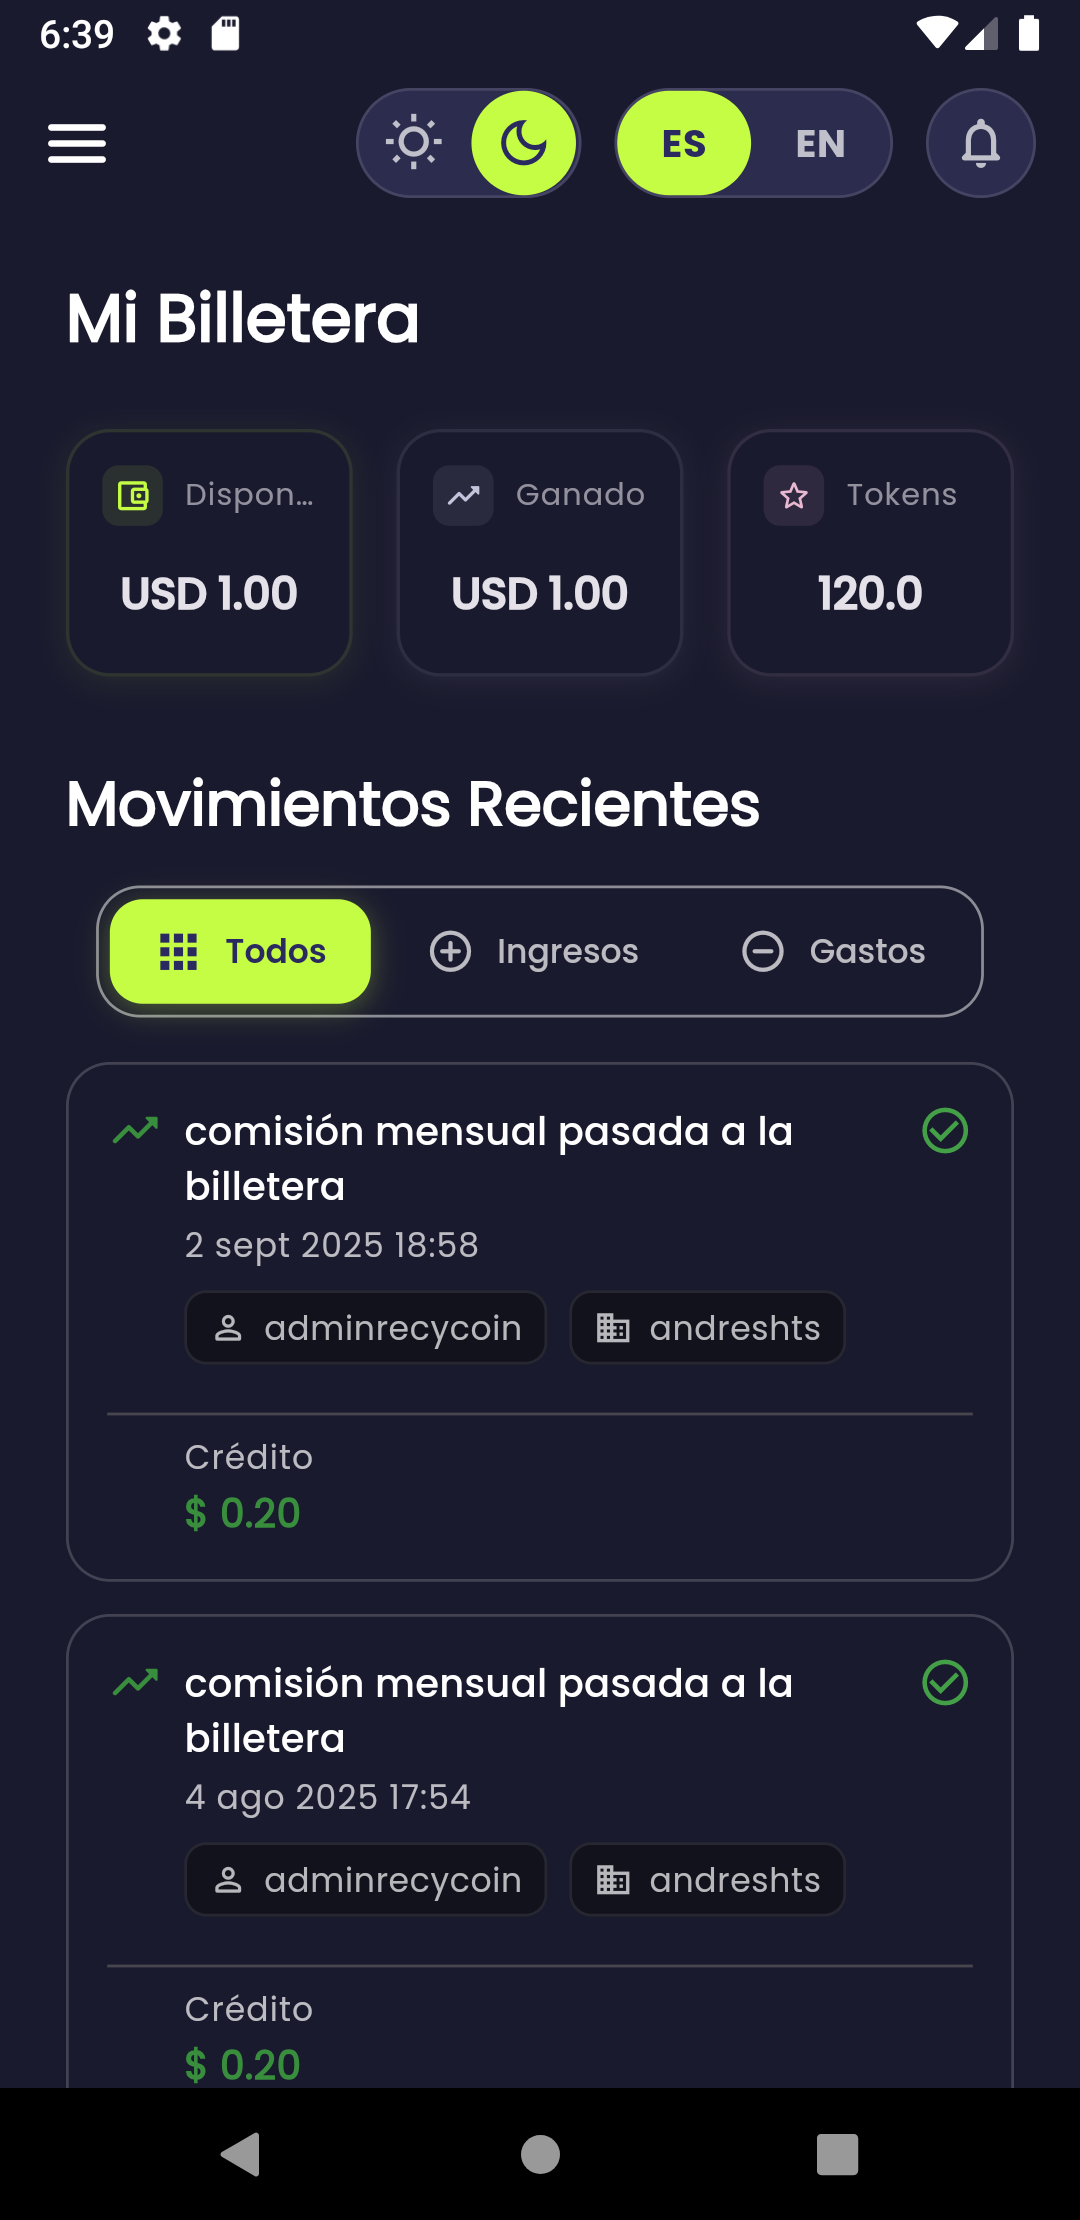 6:39
ES EN
Mi Billetera
Dispon... Ganado Tokens
USD 1.00 USD 1.00 120.0
Movimientos Recientes
Todos Ingresos Gastos
comisión mensual pasada a la
billetera
2 sept 2025 18:58
adminrecycoin andreshts
Crédito
$ 0.20
comisión mensual pasada a la
billetera
4 ago 2025 17:54
adminrecycoin andreshts
Crédito
$ 0.20